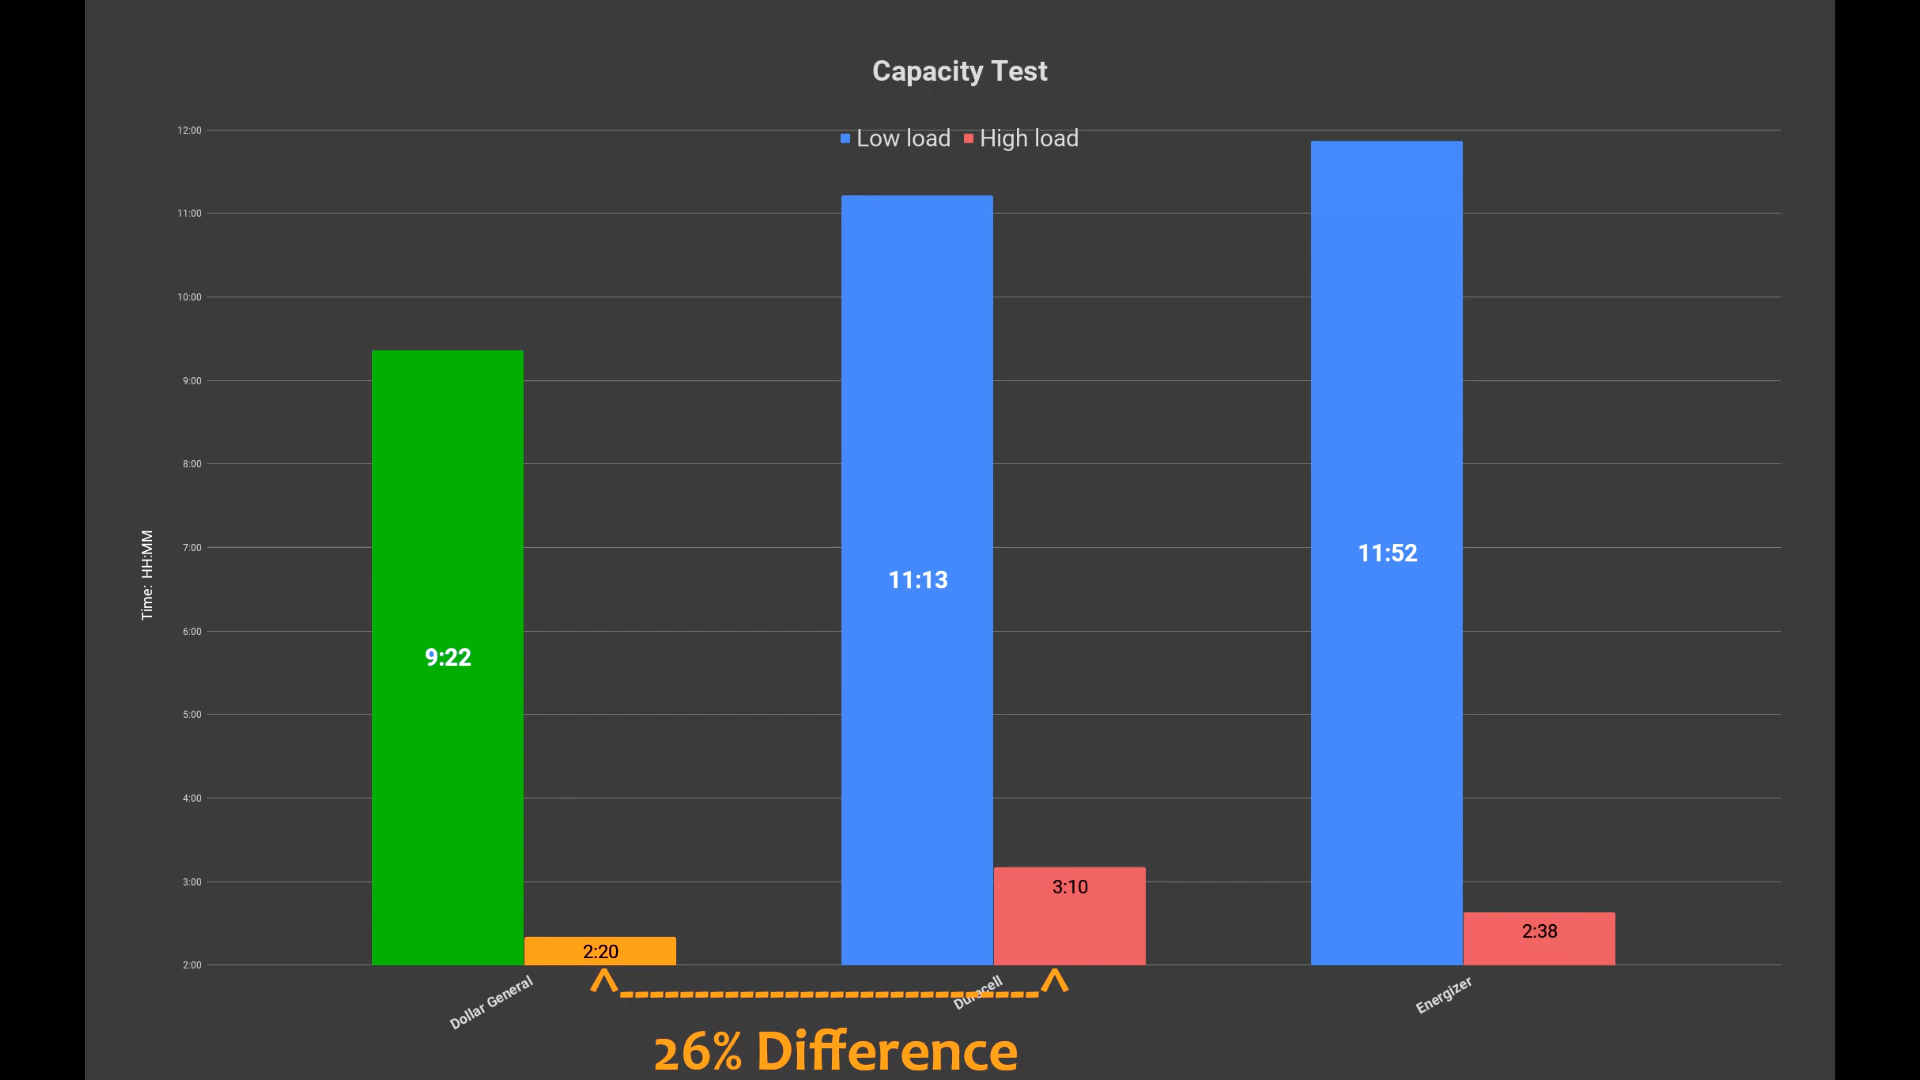 Capacity Test
Low load
High load
Time: HH:MM
12:00
11:00
10:00
9:00
8:00
7:00
6:00
5:00
4:00
3:00
2:00
9:22
2:20
11:13
3:10
11:52
2:38
Dollar General
Duracell
Energizer
26% Difference